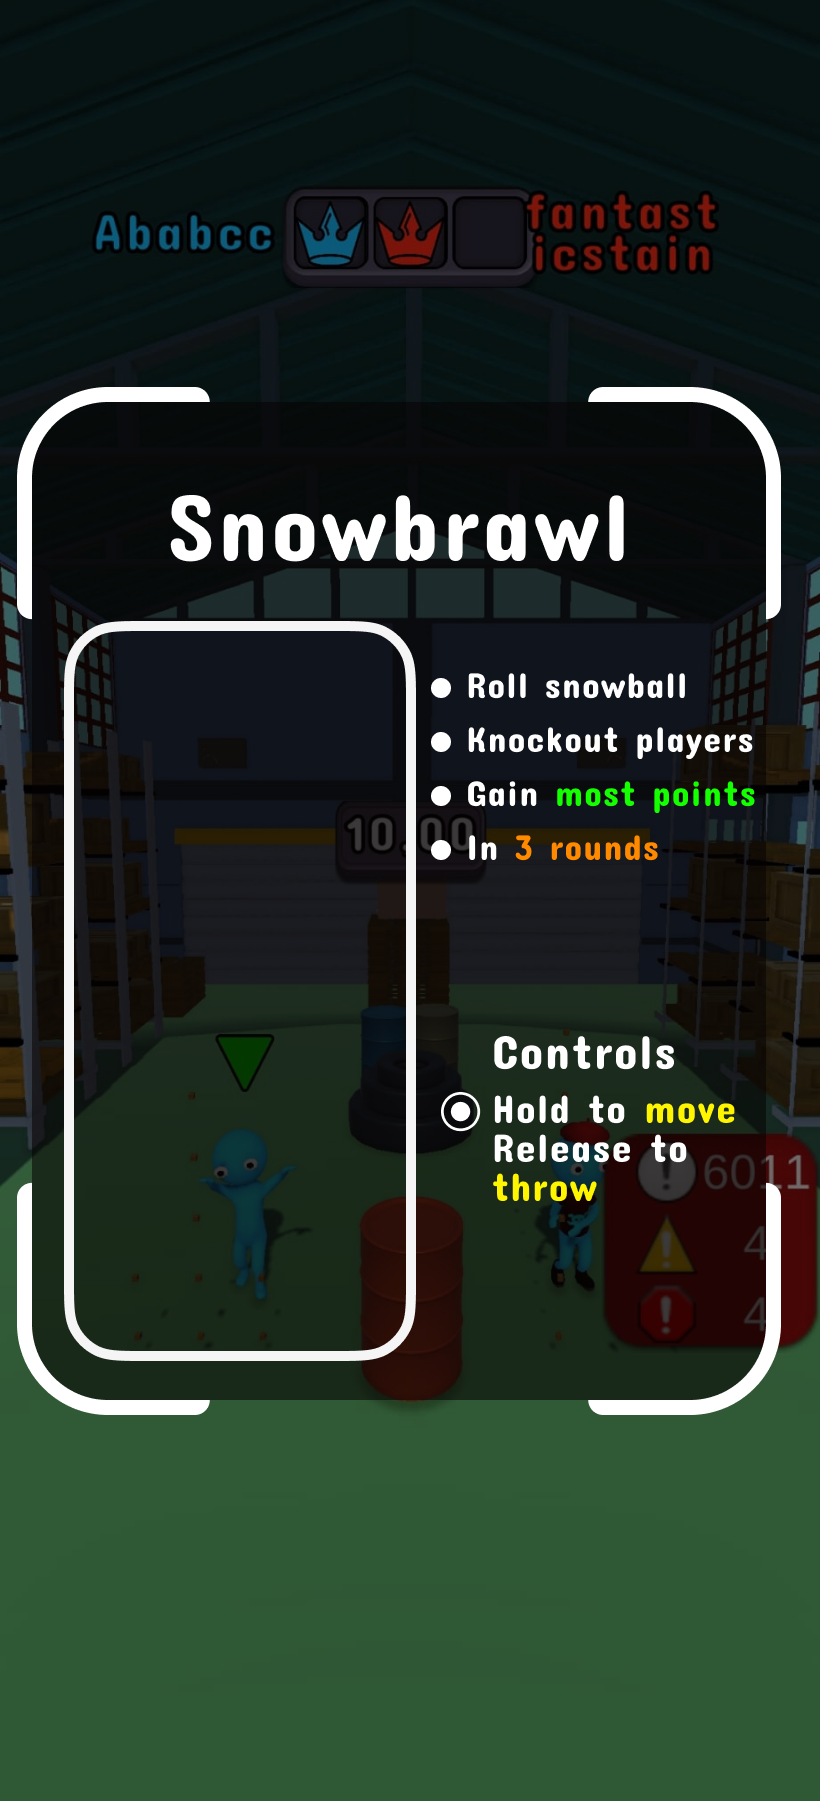 Ababcc
fantast
icstain
Snowbrawl
Roll snowball
Knockout players
Gain most points
10.00
In 3 rounds
Controls
Hold to move
Release to
throw
6011
4
4